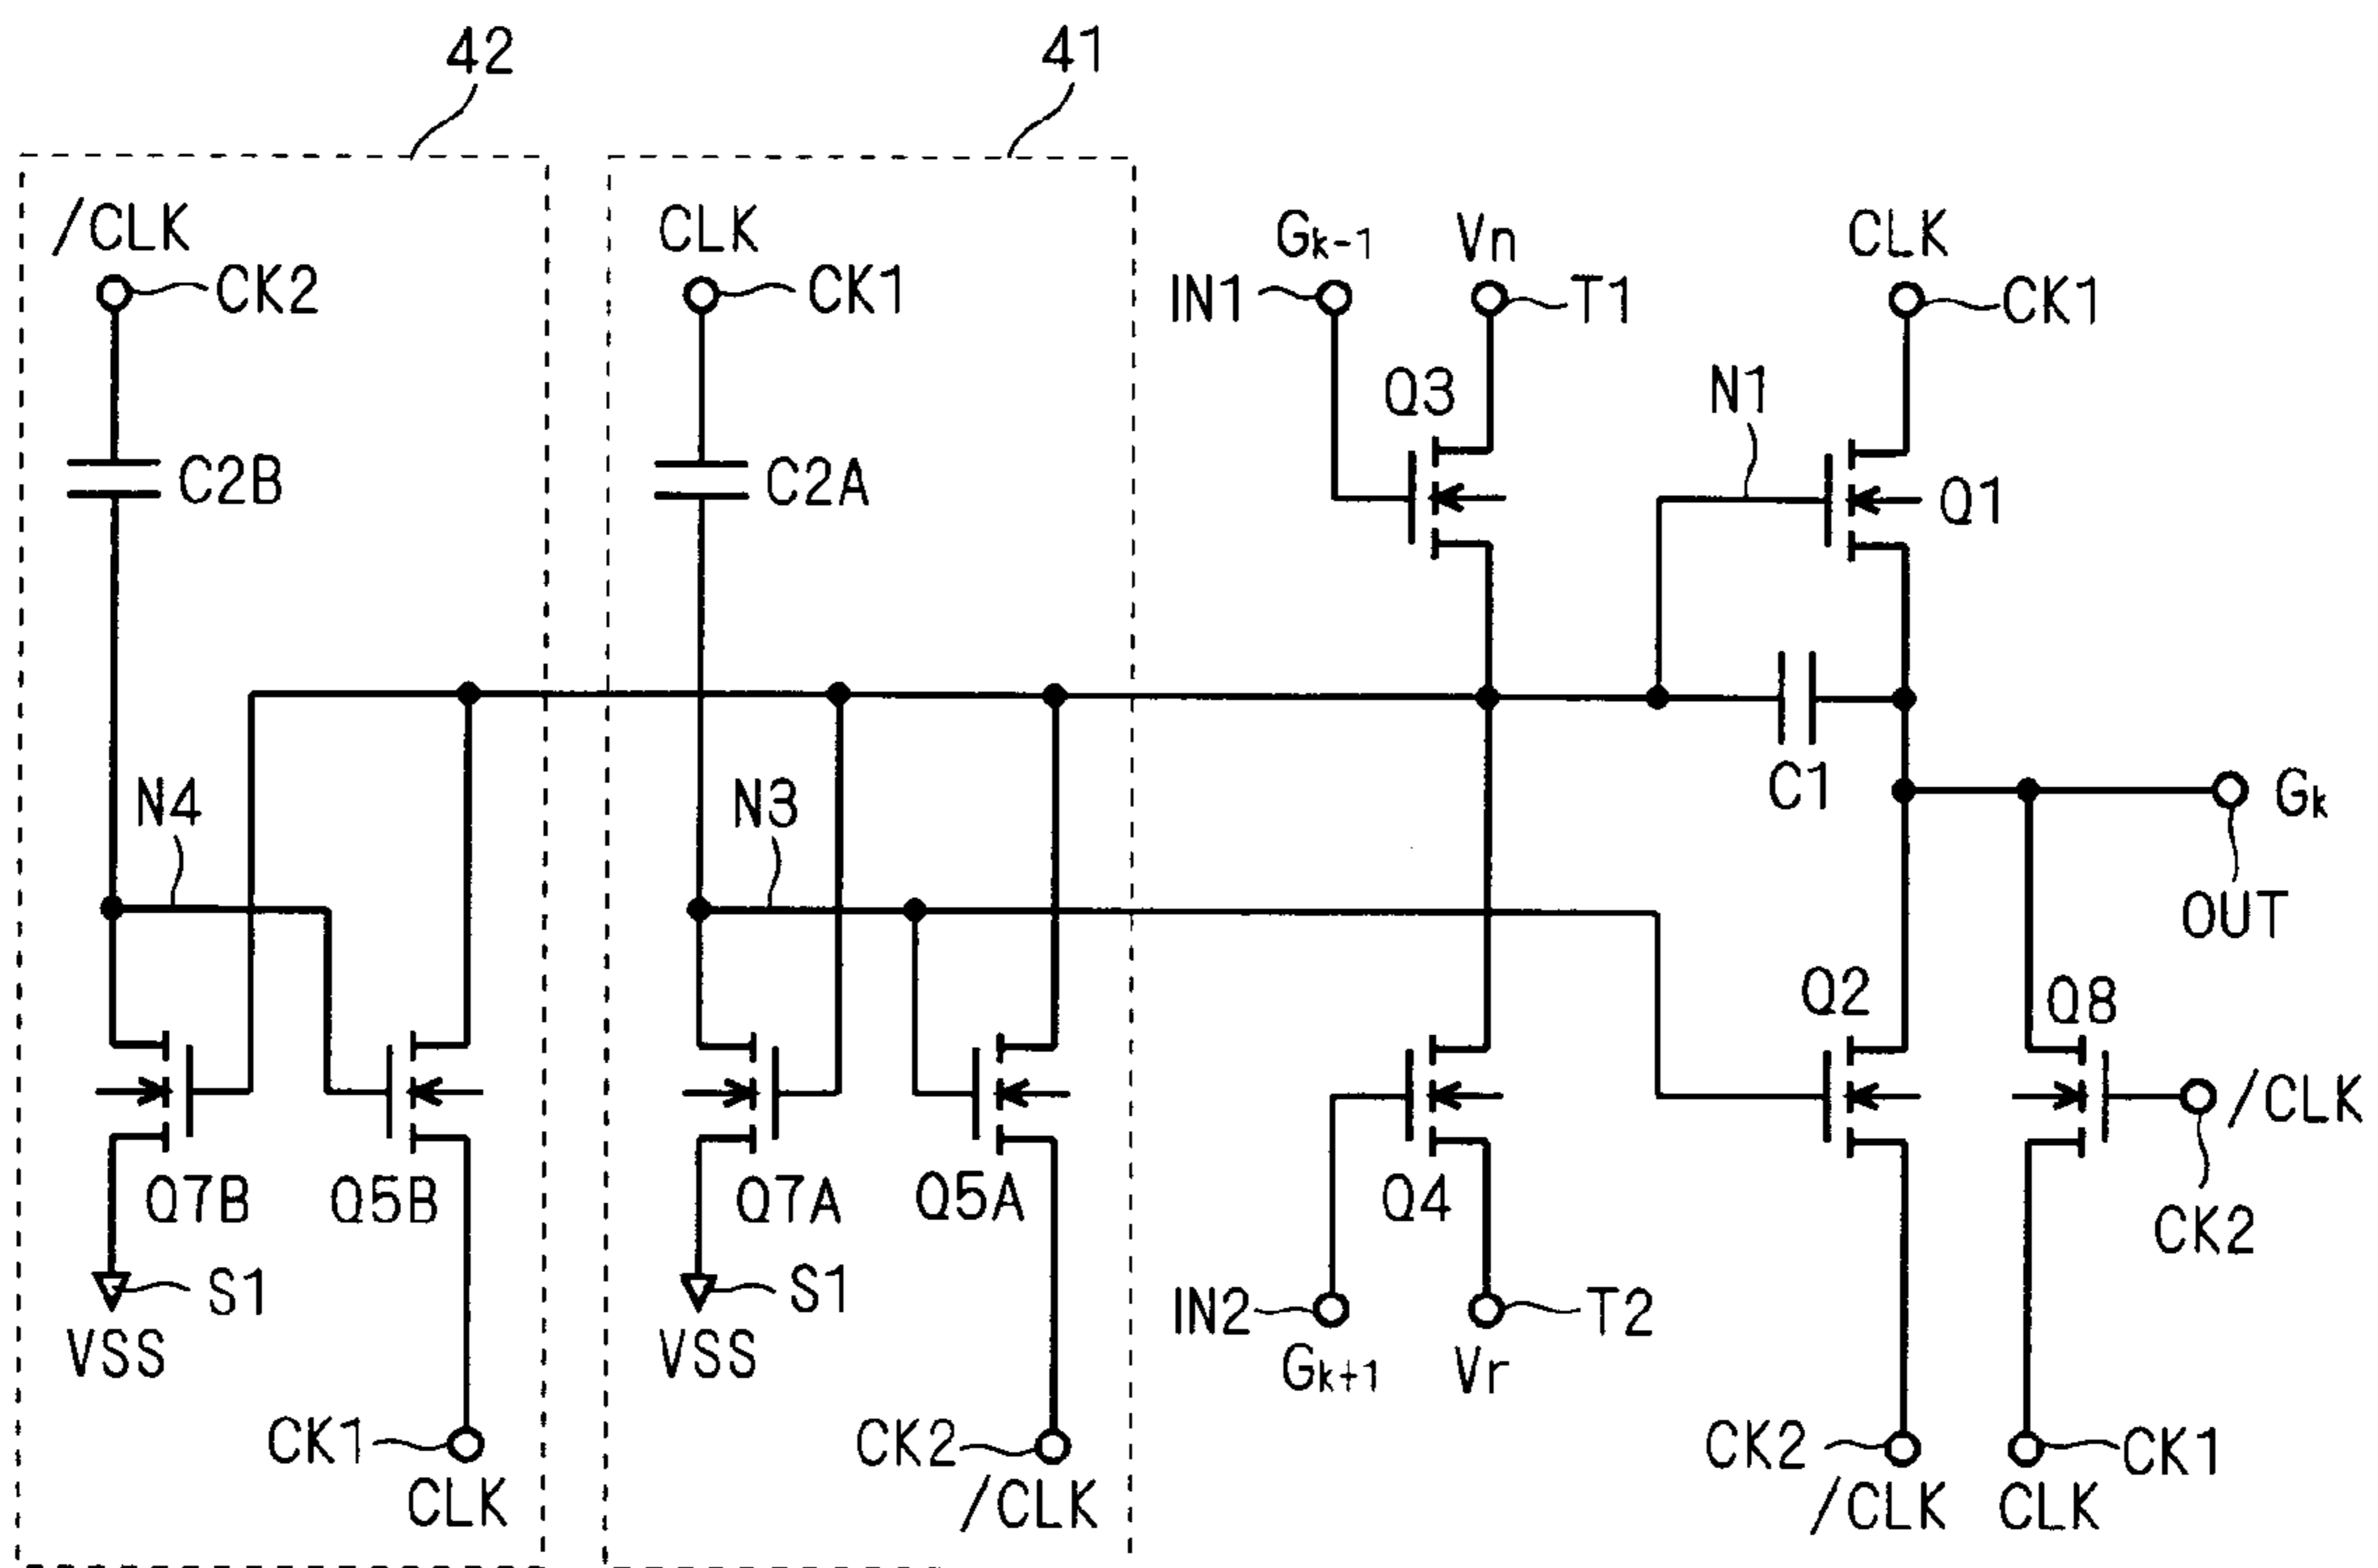 42
41
/CLK
CK2
C2B
N4
Q7B
Q5B
S1
VSS
CK1
CLK
CLK
CK1
C2A
N3
Q7A
Q5A
S1
VSS
CK2
/CLK
Gk-1
Vn
IN1
T1
Q3
N1
CLK
CK1
Q1
C1
Gk
OUT
Q2
Q8
/CLK
CK2
Q4
IN2
Gk+1
T2
Vr
CK2
/CLK
CK1
CLK